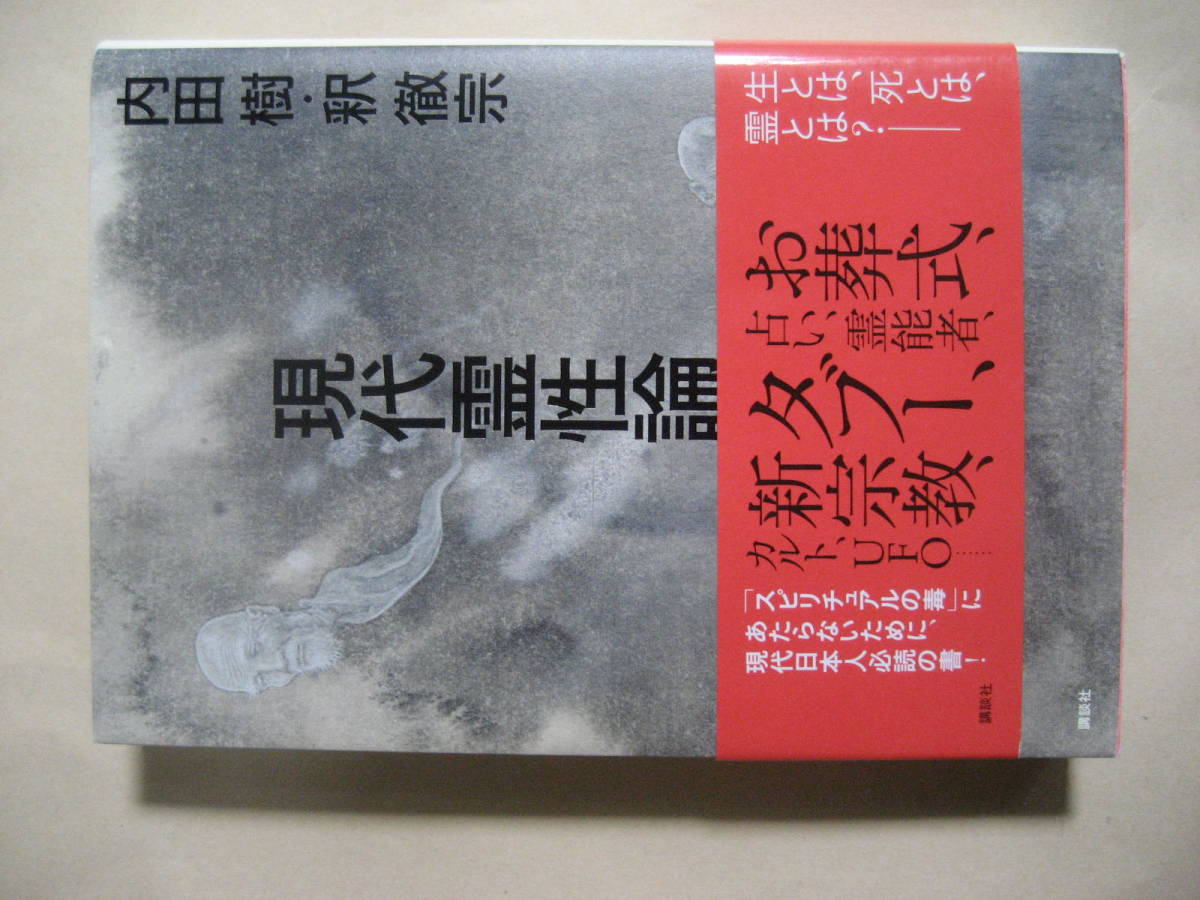 内田樹・釈徹宗
現代霊性論
生とは、死とは、
霊とは?――
お葬式、
占い、霊能者、
タブー、
新宗教、
カルト、UFO……
「スピリチュアルの毒」に
あたらないために、
現代日本人必読の書!
講談社
講談社